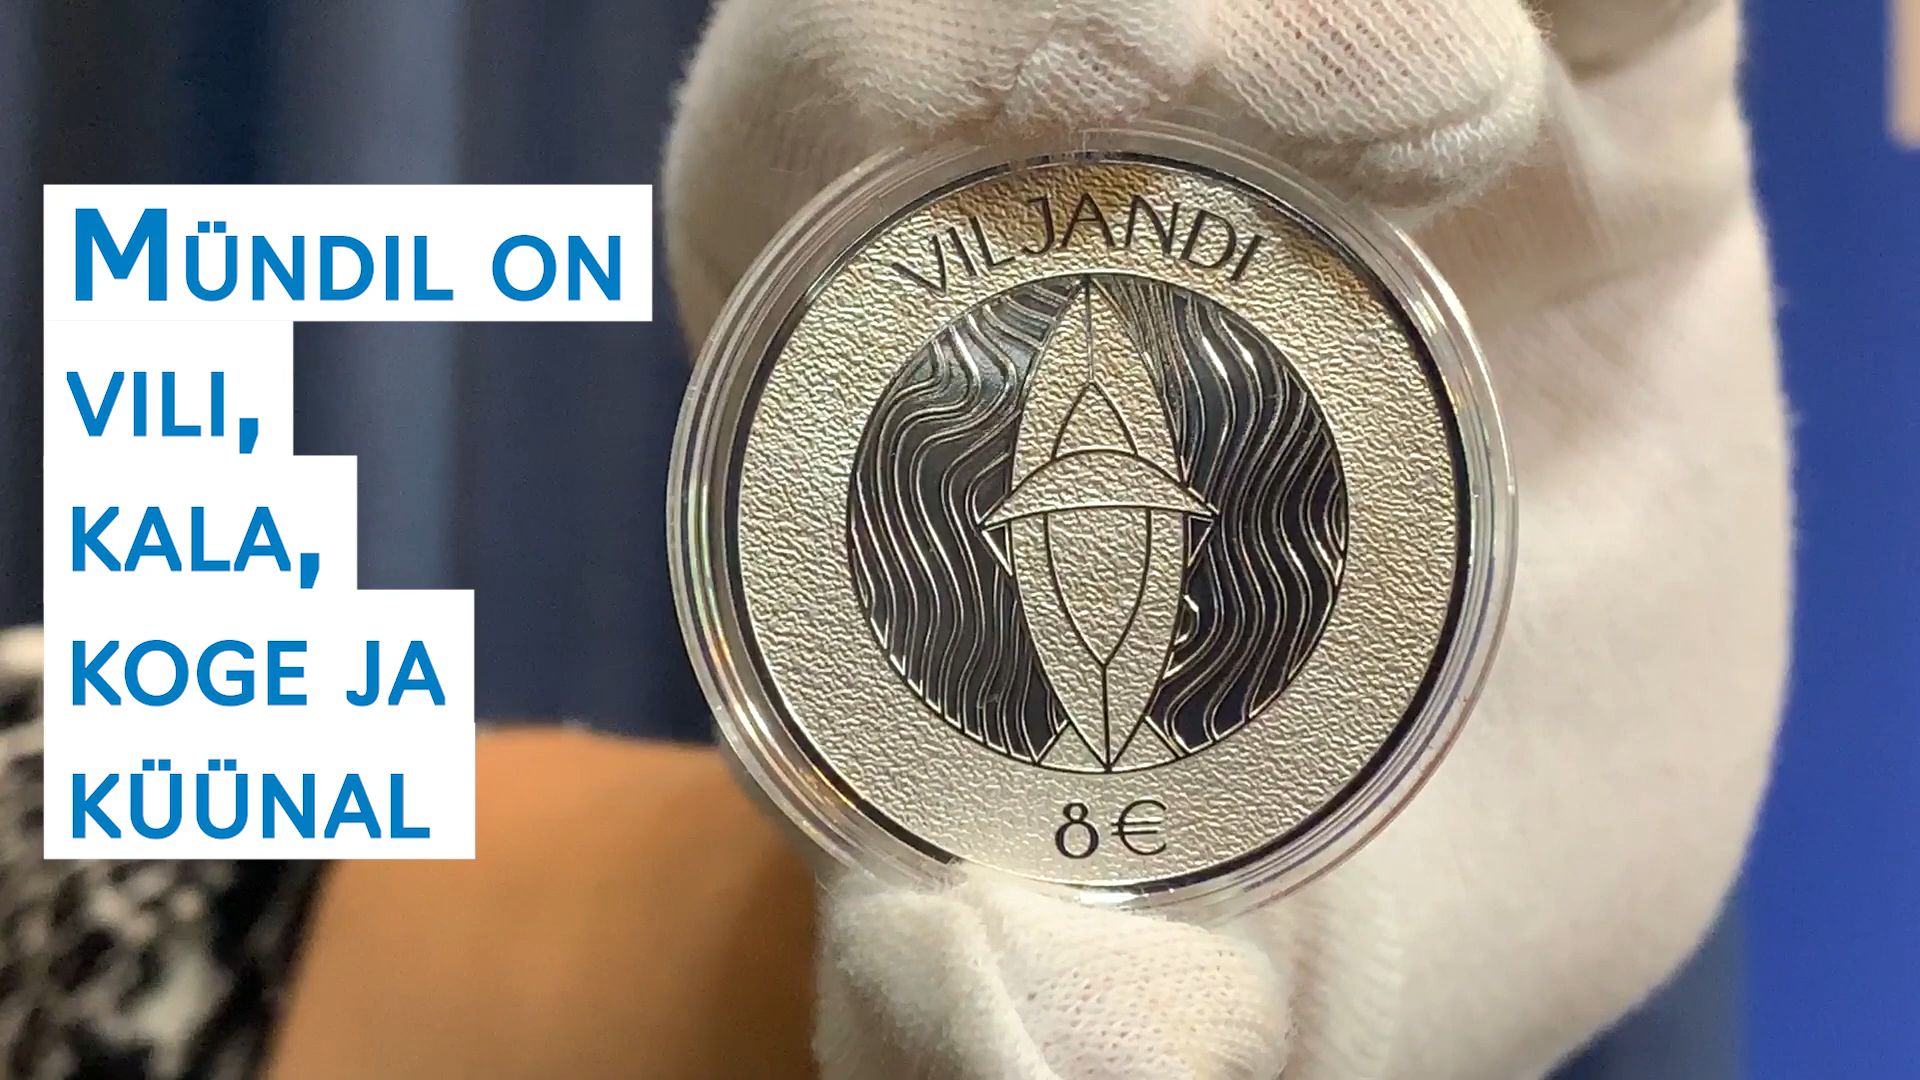 Mündil on
vili,
kala,
koge ja
küünal
VILJANDI
8€